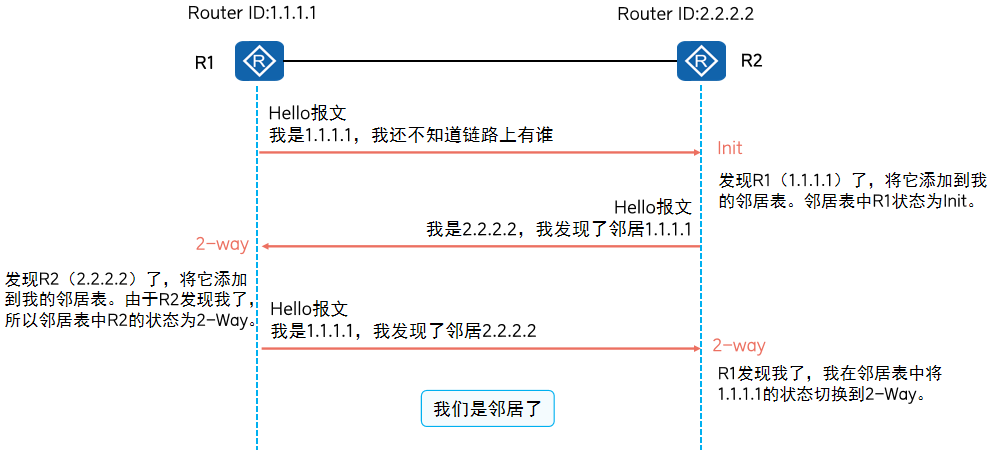 Router ID:1.1.1.1
Router ID:2.2.2.2
R1
R
R
R2
Hello报文
我是1.1.1.1，我还不知道链路上有谁
Init
发现R1（1.1.1.1）了，将它添加到我
的邻居表。邻居表中R1状态为Init。
Hello报文
我是2.2.2.2，我发现了邻居1.1.1.1
2-way
发现R2（2.2.2.2）了，将它添加
到我的邻居表。由于R2发现我了，
所以邻居表中R2的状态为2-Way。
Hello报文
我是1.1.1.1，我发现了邻居2.2.2.2
2-way
R1发现我了，我在邻居表中将
1.1.1.1的状态切换到2-Way。
我们是邻居了